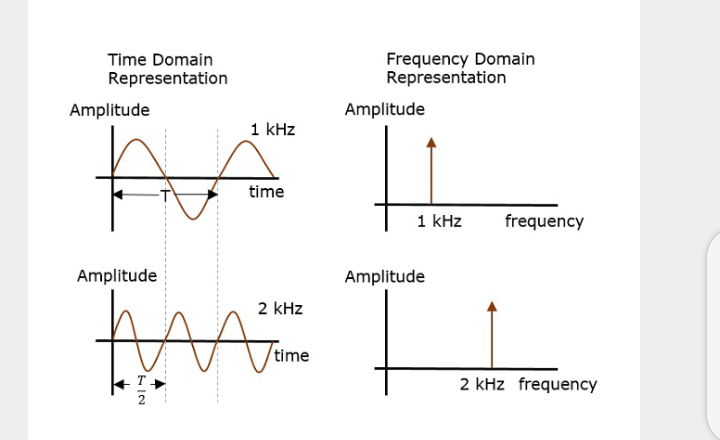 Time Domain
Representation
Frequency Domain
Representation
Amplitude
1 kHz
T
time
Amplitude
1 kHz
frequency
Amplitude
2 kHz
time
T
2
Amplitude
2 kHz
frequency